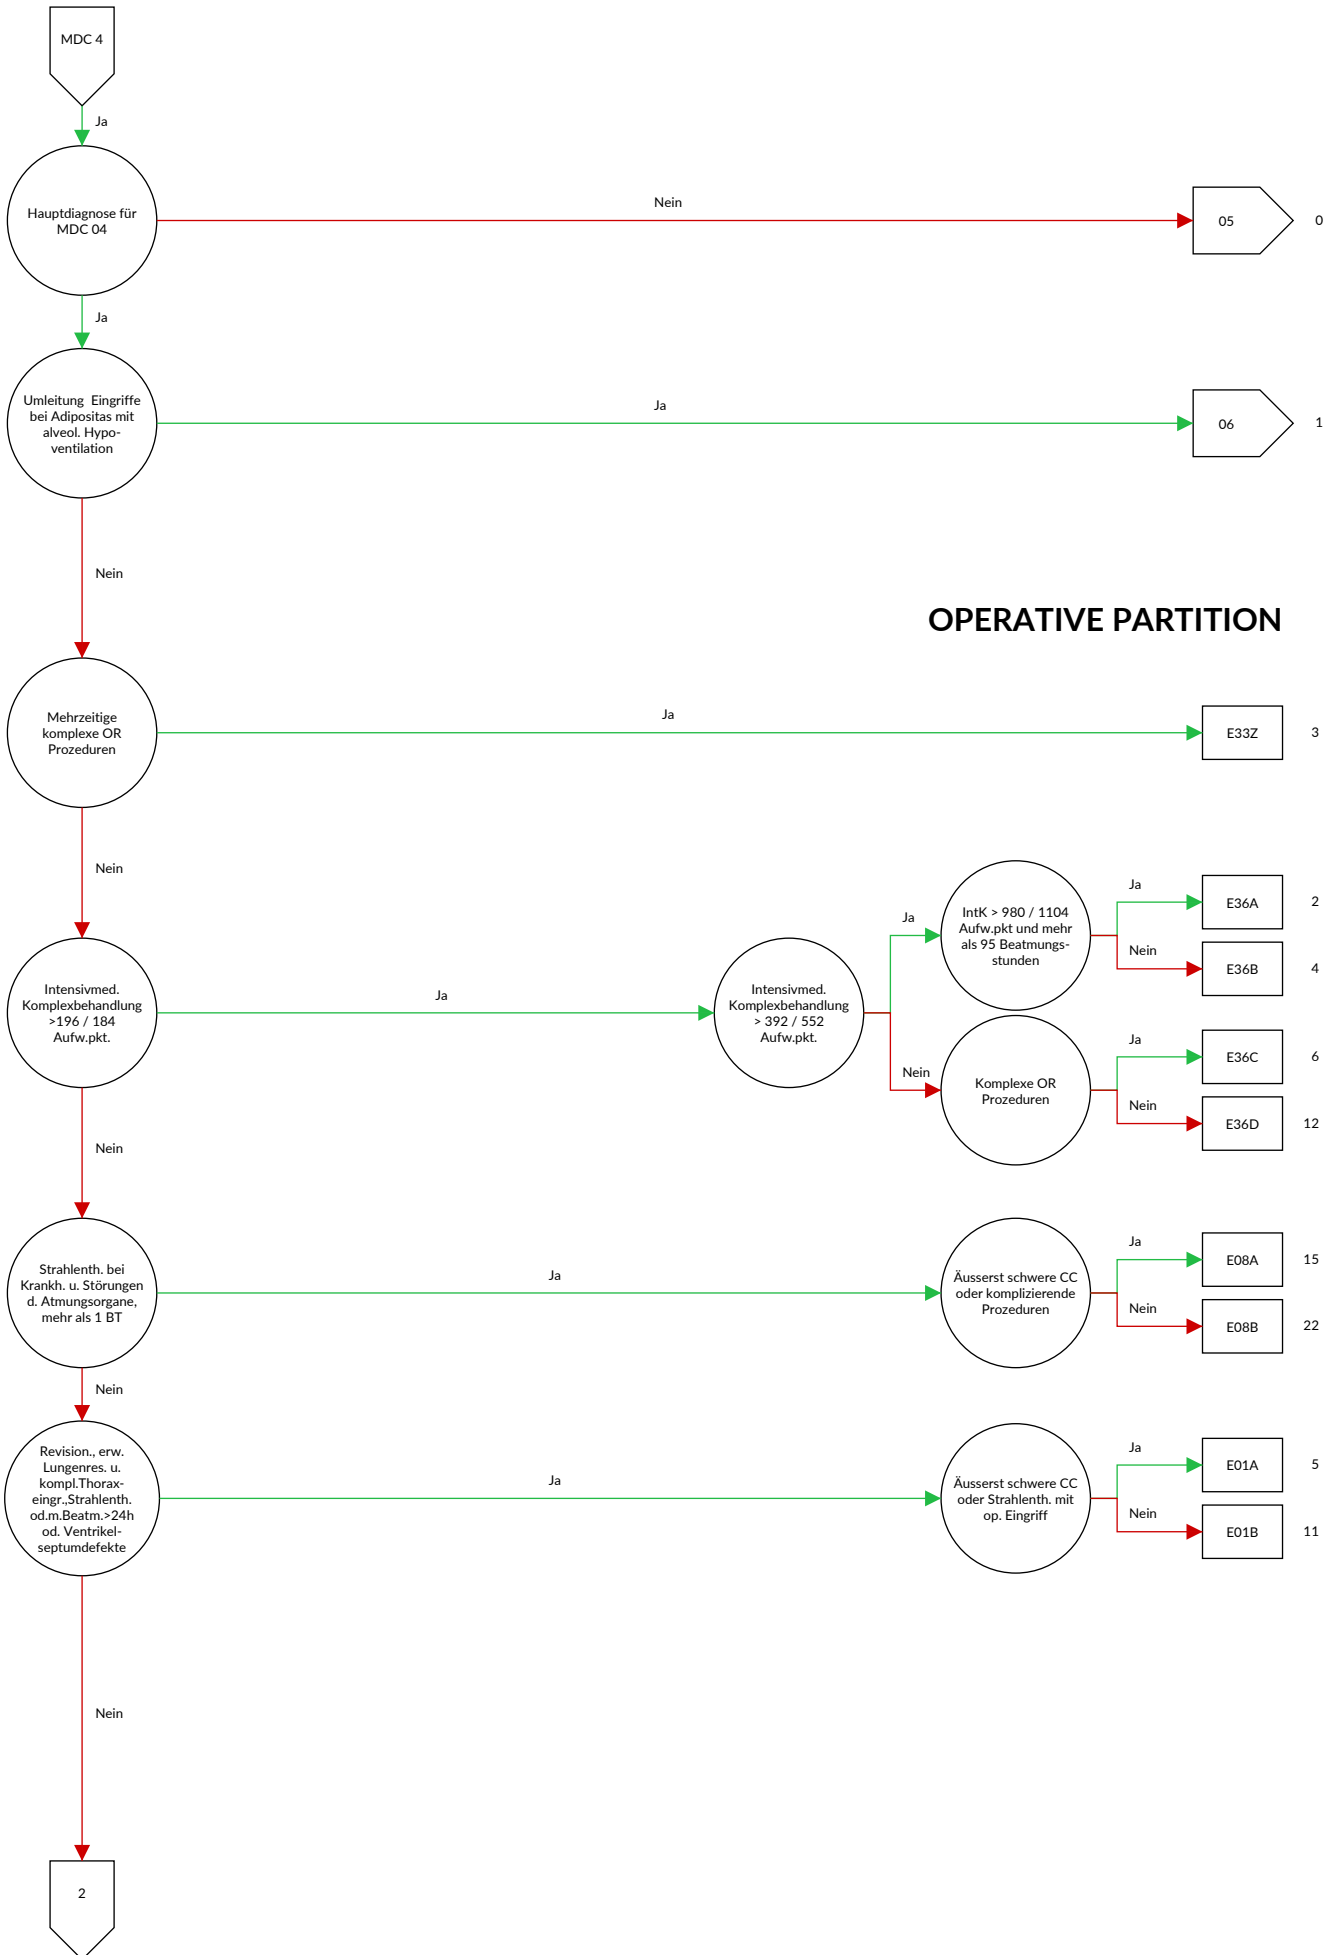 MDC 4
Ja
Hauptdiagnose für
MDC 04
Nein
05
0
Ja
Umleitung Eingriffe
bei Adipositas mit
alveol. Hypo-
ventilation
Ja
06
1
Nein
OPERATIVE PARTITION
Mehrzeitige
komplexe OR
Prozeduren
Ja
E33Z
3
Nein
Intensivmed.
Komplexbehandlung
>196 / 184
Aufw.pkt.
Ja
Intensivmed.
Komplexbehandlung
> 392 / 552
Aufw.pkt.
Ja
IntK > 980 / 1104
Aufw.pkt und mehr
als 95 Beatmungs-
stunden
Ja
E36A
2
Nein
E36B
4
Nein
Komplexe OR
Prozeduren
Ja
E36C
6
Nein
E36D
12
Nein
Strahlenth. bei
Krankh. u. Störungen
d. Atmungsorgane,
mehr als 1 BT
Ja
Äusserst schwere CC
oder komplizierende
Prozeduren
Ja
E08A
15
Nein
E08B
22
Nein
Revision., erw.
Lungenres. u.
kompl.Thorax-
eingr.,Strahlenth.
od.m.Beatm.>24h
od. Ventrikel-
septumdefekte
Ja
Äusserst schwere CC
oder Strahlenth. mit
op. Eingriff
Ja
E01A
5
Nein
E01B
11
Nein
2